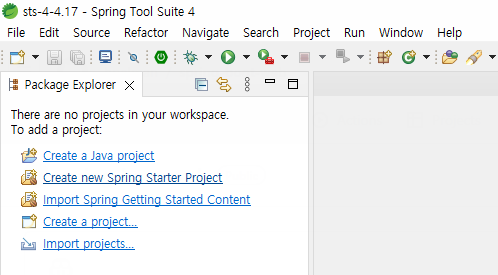 sts-4-4.17 - Spring Tool Suite 4
File Edit Source Refactor Navigate Search Project Run Window Help
Package Explorer
There are no projects in your workspace.
To add a project:
Create a Java project
Create new Spring Starter Project
Import Spring Getting Started Content
Create a project...
Import projects...